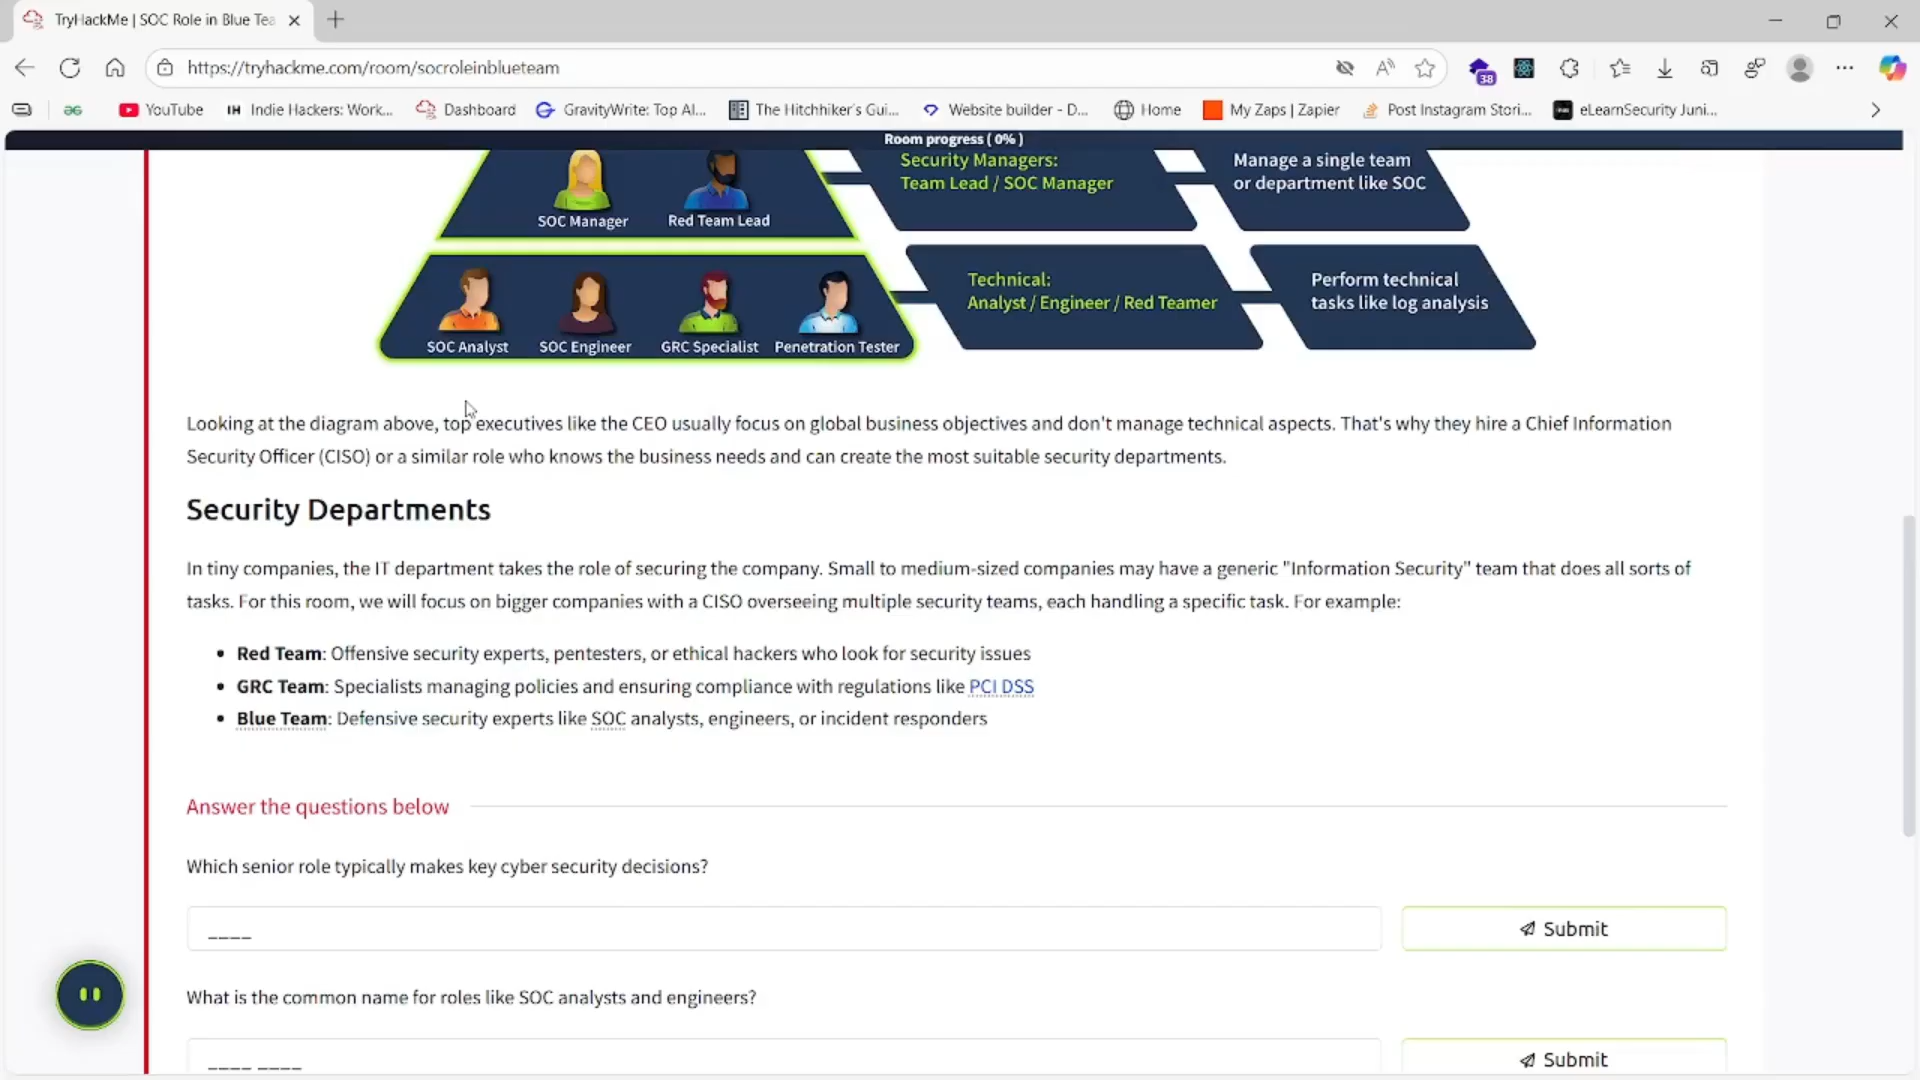 TryHackMe | SOC Role in Blue Tea
https://tryhackme.com/room/socroleinblueteam
38
YouTube
IH Indie Hackers: Work...
Dashboard
GravityWrite: Top AI...
The Hitchhiker's Gui...
Website builder - D...
Home
My Zaps | Zapier
Post Instagram Stori...
eLearnSecurity Juni...
Room progress ( 0% )
SOC Manager
Red Team Lead
Security Managers:
Team Lead / SOC Manager
Manage a single team
or department like SOC
SOC Analyst
SOC Engineer
GRC Specialist
Penetration Tester
Technical:
Analyst / Engineer / Red Teamer
Perform technical
tasks like log analysis
Looking at the diagram above, top executives like the CEO usually focus on global business objectives and don't manage technical aspects. That's why they hire a Chief Information
Security Officer (CISO) or a similar role who knows the business needs and can create the most suitable security departments.
Security Departments
In tiny companies, the IT department takes the role of securing the company. Small to medium-sized companies may have a generic "Information Security" team that does all sorts of
tasks. For this room, we will focus on bigger companies with a CISO overseeing multiple security teams, each handling a specific task. For example:
• Red Team: Offensive security experts, pentesters, or ethical hackers who look for security issues
• GRC Team: Specialists managing policies and ensuring compliance with regulations like PCI DSS
• Blue Team: Defensive security experts like SOC analysts, engineers, or incident responders
Answer the questions below
Which senior role typically makes key cyber security decisions?
____
Submit
What is the common name for roles like SOC analysts and engineers?
____ ____
Submit